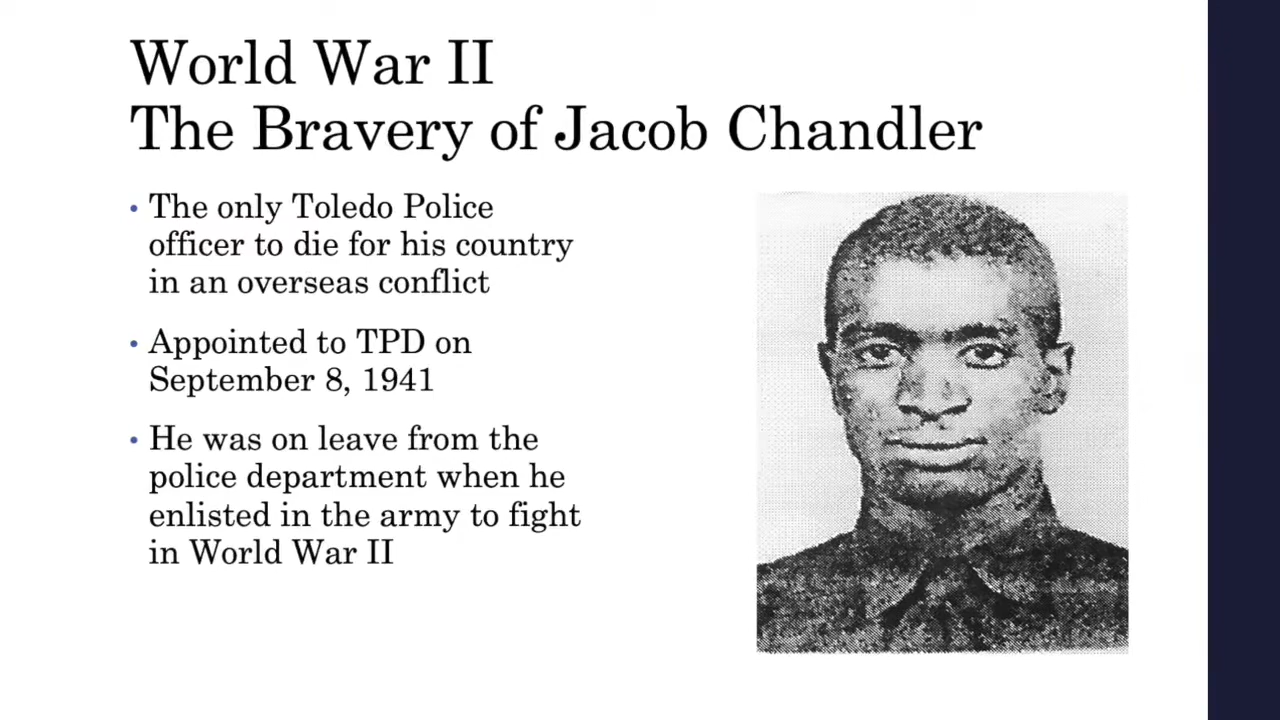 World War II
The Bravery of Jacob Chandler
• The only Toledo Police
officer to die for his country
in an overseas conflict
• Appointed to TPD on
September 8, 1941
• He was on leave from the
police department when he
enlisted in the army to fight
in World War II